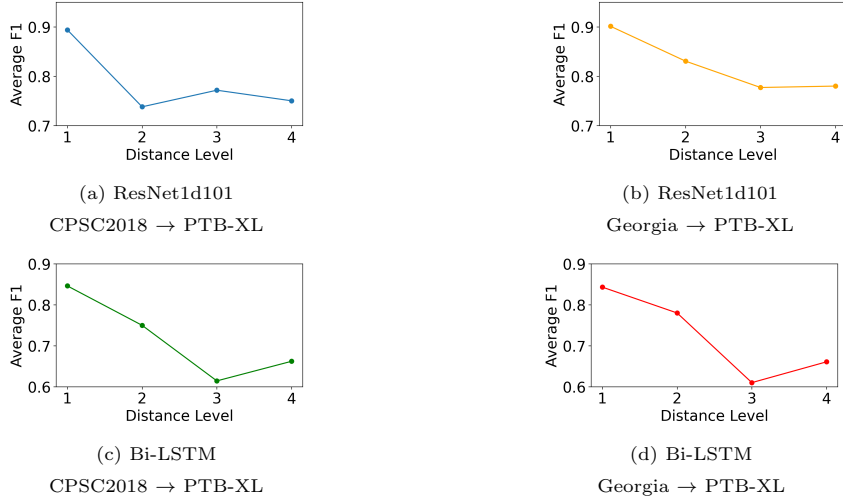 0.9
0.8
0.7
Average F1
1 2 3 4
Distance Level
(a) ResNet1d101
CPSC2018 → PTB-XL
0.9
0.8
0.7
Average F1
1 2 3 4
Distance Level
(b) ResNet1d101
Georgia → PTB-XL
0.9
0.8
0.7
0.6
Average F1
1 2 3 4
Distance Level
(c) Bi-LSTM
CPSC2018 → PTB-XL
0.9
0.8
0.7
0.6
Average F1
1 2 3 4
Distance Level
(d) Bi-LSTM
Georgia → PTB-XL